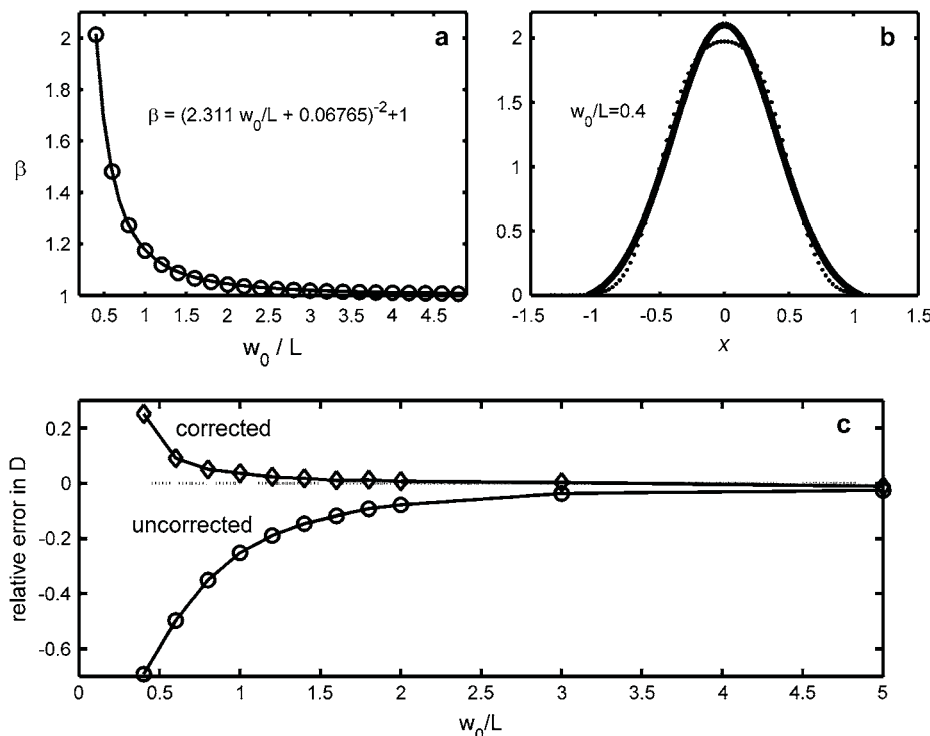 a
β = (2.311 w₀/L + 0.06765)⁻²+1
β
2
1.8
1.6
1.4
1.2
1
0.5 1 1.5 2 2.5 3 3.5 4 4.5
w₀ / L
b
w₀/L=0.4
2
1.5
1
0.5
0
-1.5 -1 -0.5 0 0.5 1 1.5
x
c
corrected
uncorrected
relative error in D
0.2
0
-0.2
-0.4
-0.6
0 0.5 1 1.5 2 2.5 3 3.5 4 4.5 5
w₀/L